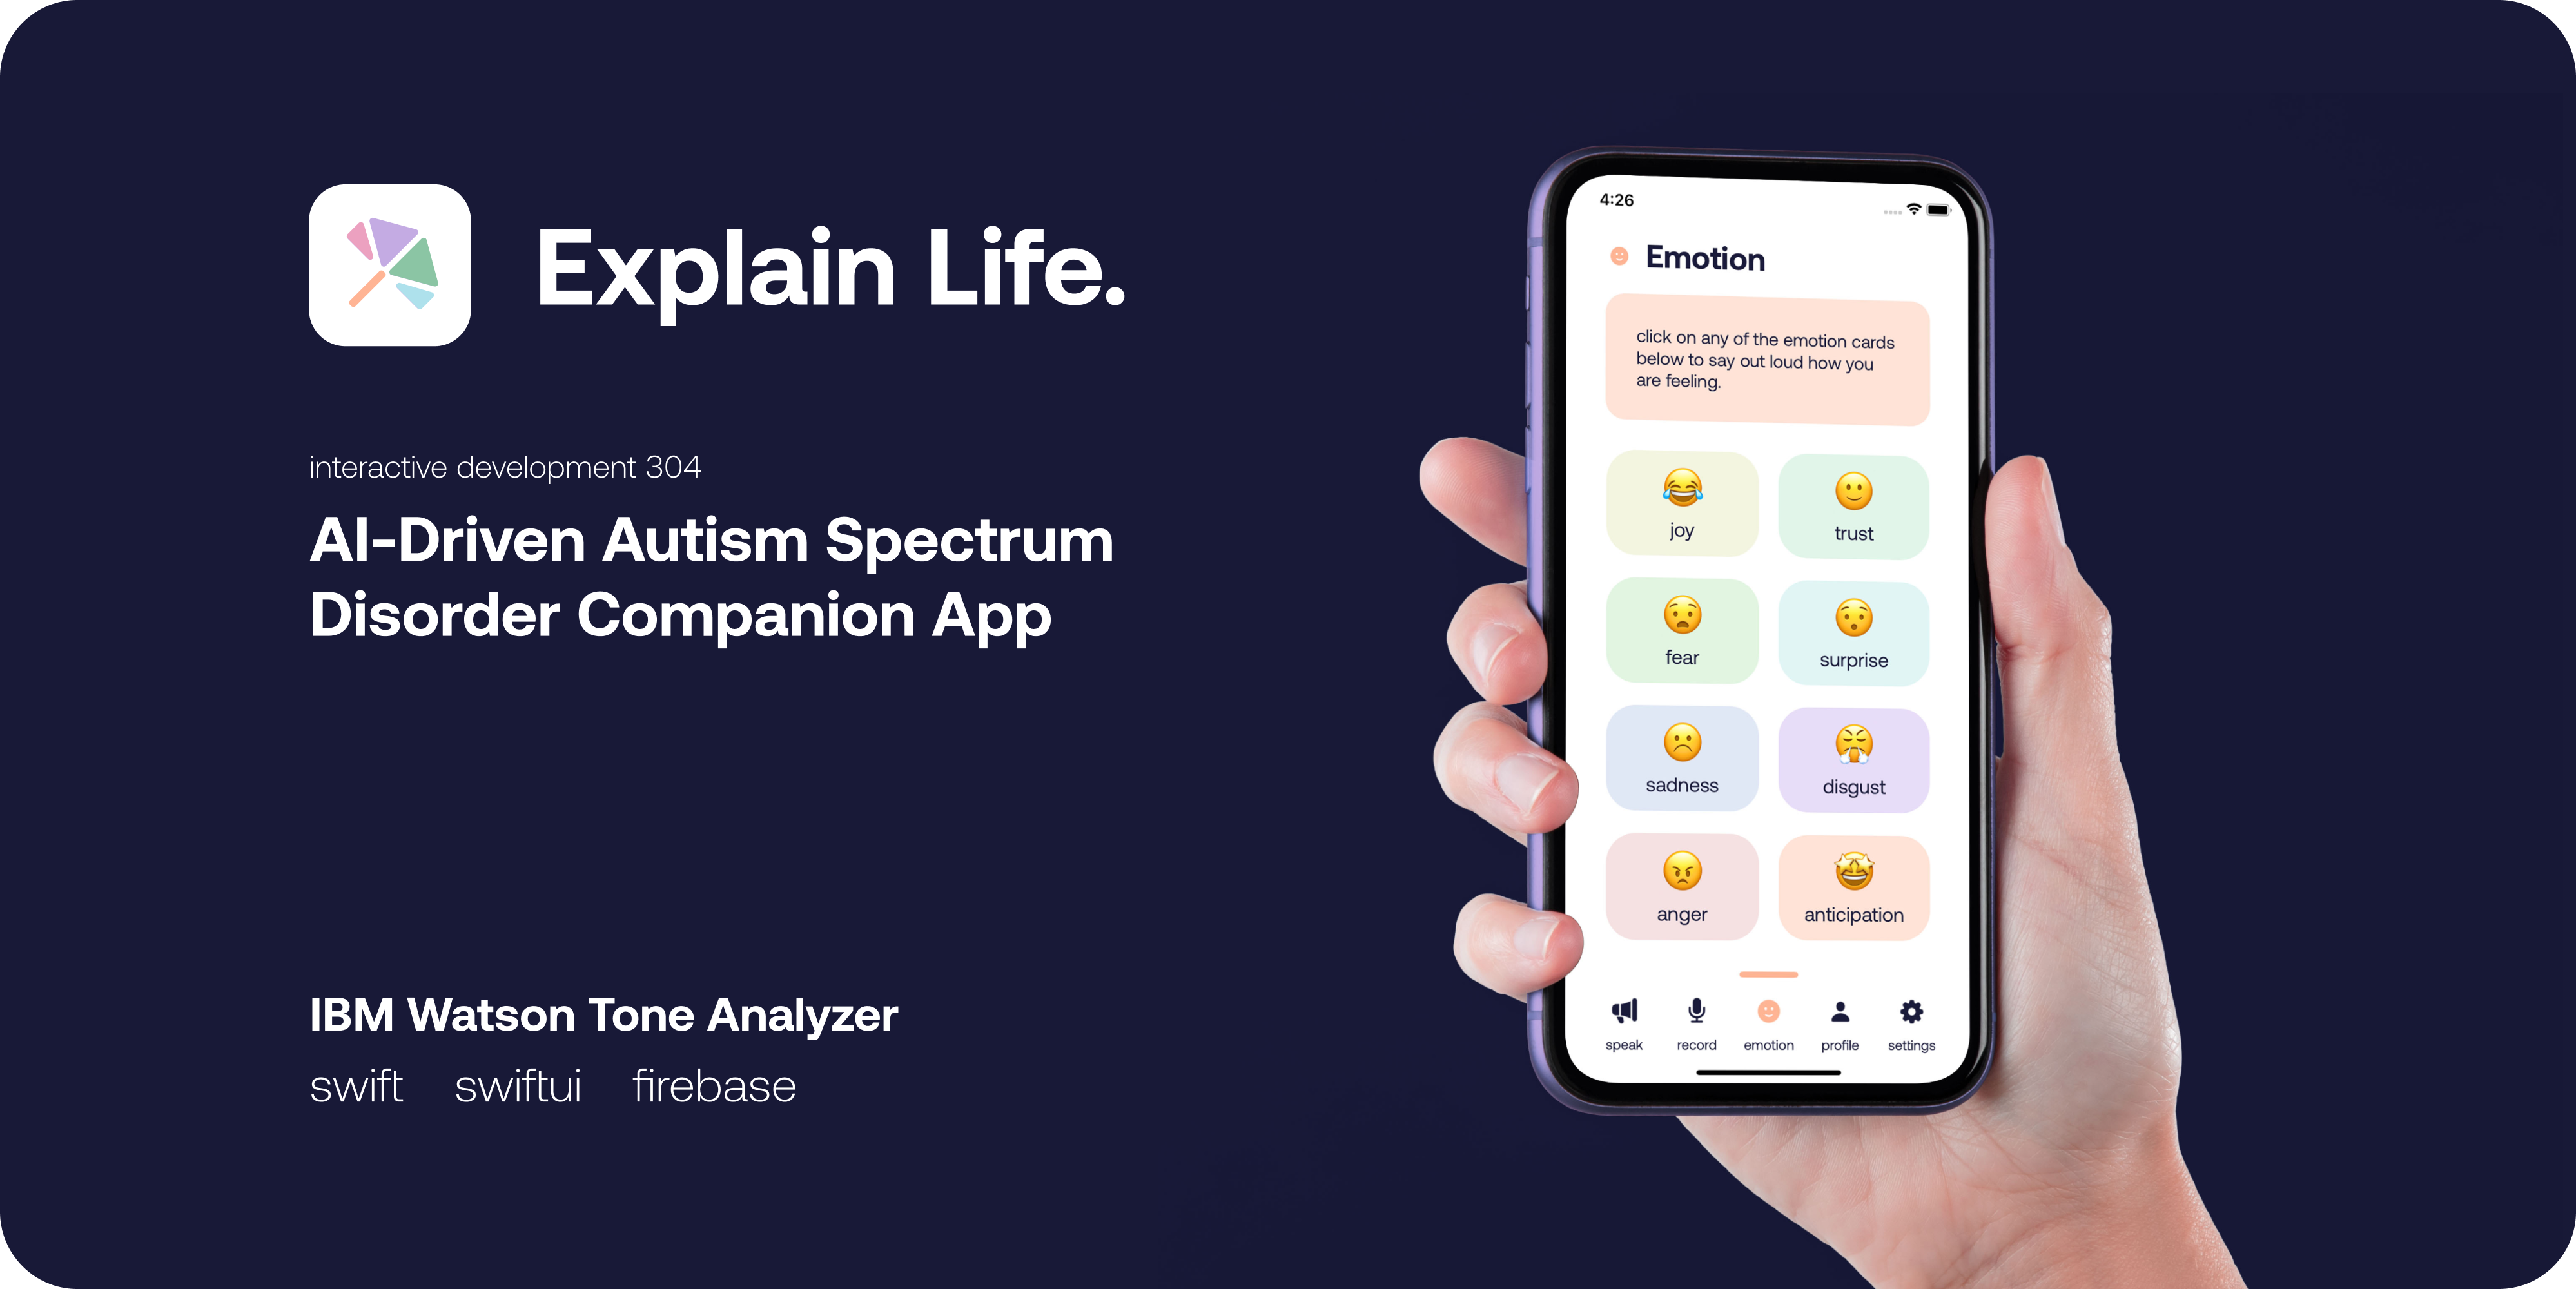 Explain Life.
interactive development 304
AI-Driven Autism Spectrum
Disorder Companion App
IBM Watson Tone Analyzer
swift swiftui firebase
4:26
Emotion
click on any of the emotion cards
below to say out loud how you
are feeling.
joy
trust
fear
surprise
sadness
disgust
anger
anticipation
speak record emotion profile settings